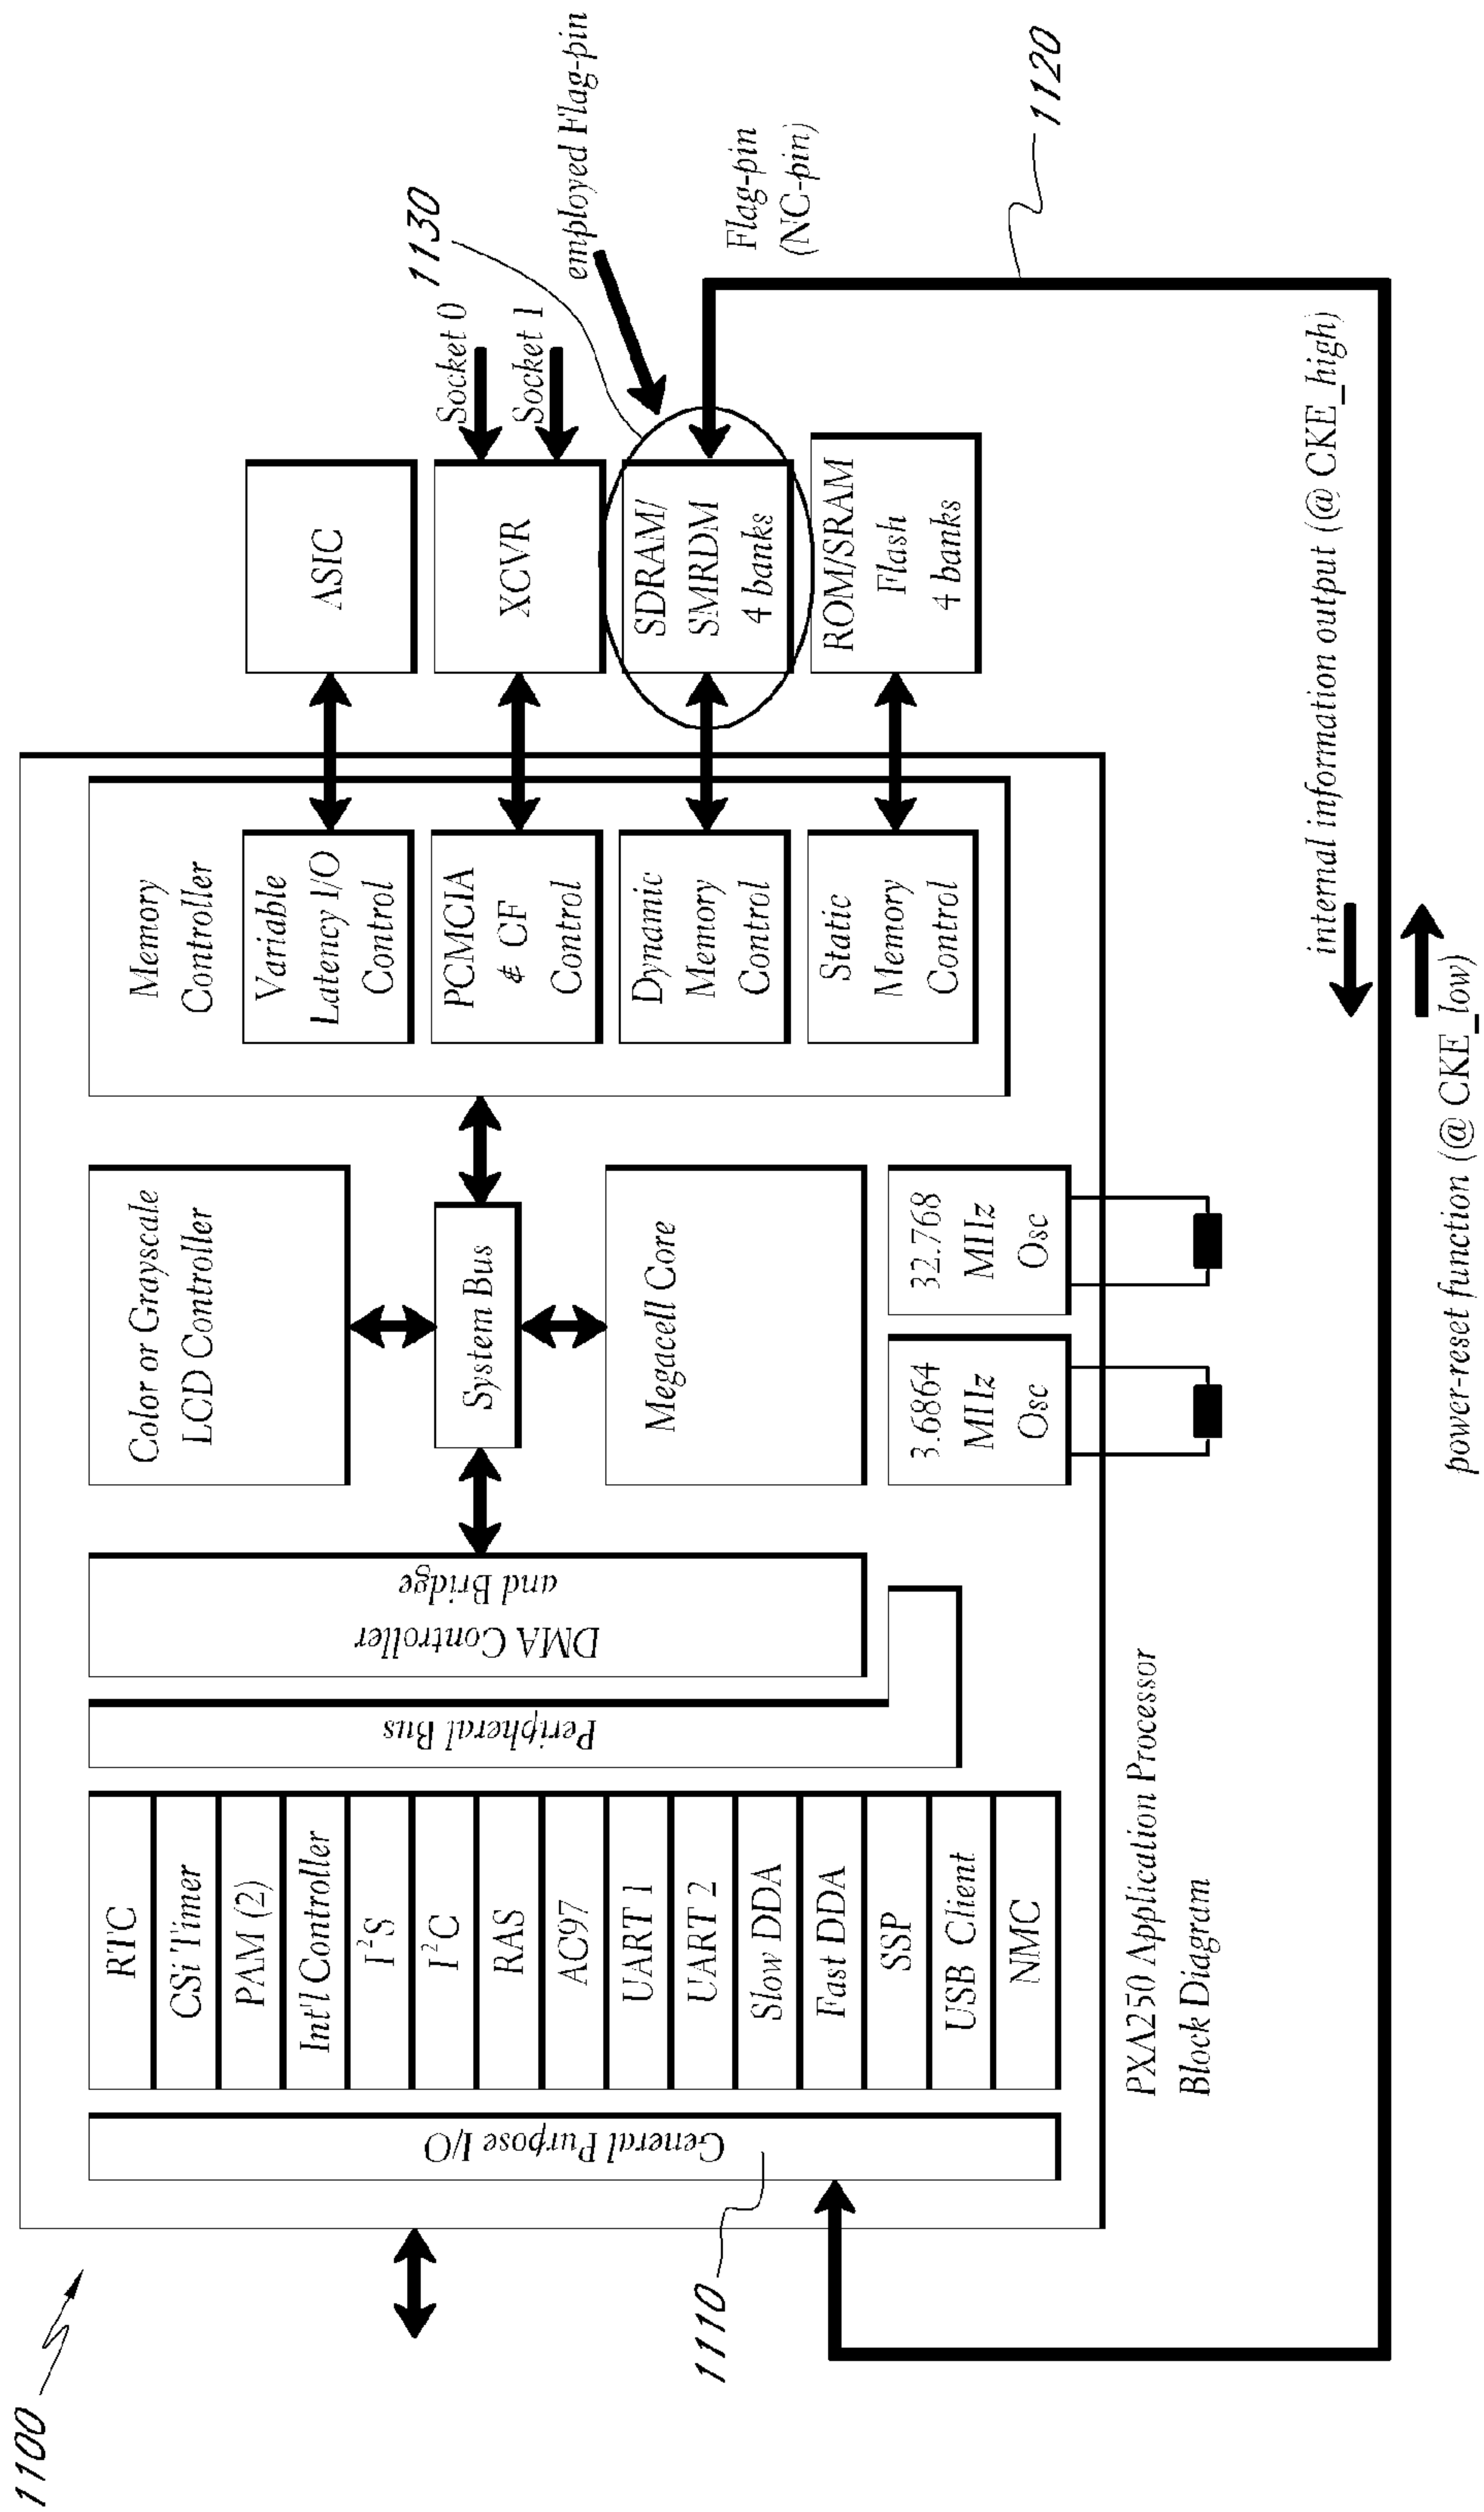 1100
RTC
CSi Timer
PAM (2)
Int'l Controller
I²S
I²C
RAS
AC97
UART 1
UART 2
Slow DDA
Fast DDA
SSP
USB Client
NMC
General Purpose I/O
1110
Peripheral Bus
DMA Controller
and Bridge
Color or Grayscale
LCD Controller
System Bus
Megacell Core
3.6864
MHz
Osc
32.768
MHz
Osc
Memory
Controller
Variable
Latency I/O
Control
PCMCIA
& CF
Control
Dynamic
Memory
Control
Static
Memory
Control
ASIC
XCVR
SDRAM/
SMRDM
4 banks
ROM/SRAM
Flash
4 banks
Socket 0
Socket 1
1130
employed Flag-pin
Flag-pin
(NC-pin)
1120
PXA250 Application Processor
Block Diagram
internal information output (@ CKE_high)
power-reset function (@ CKE_low)